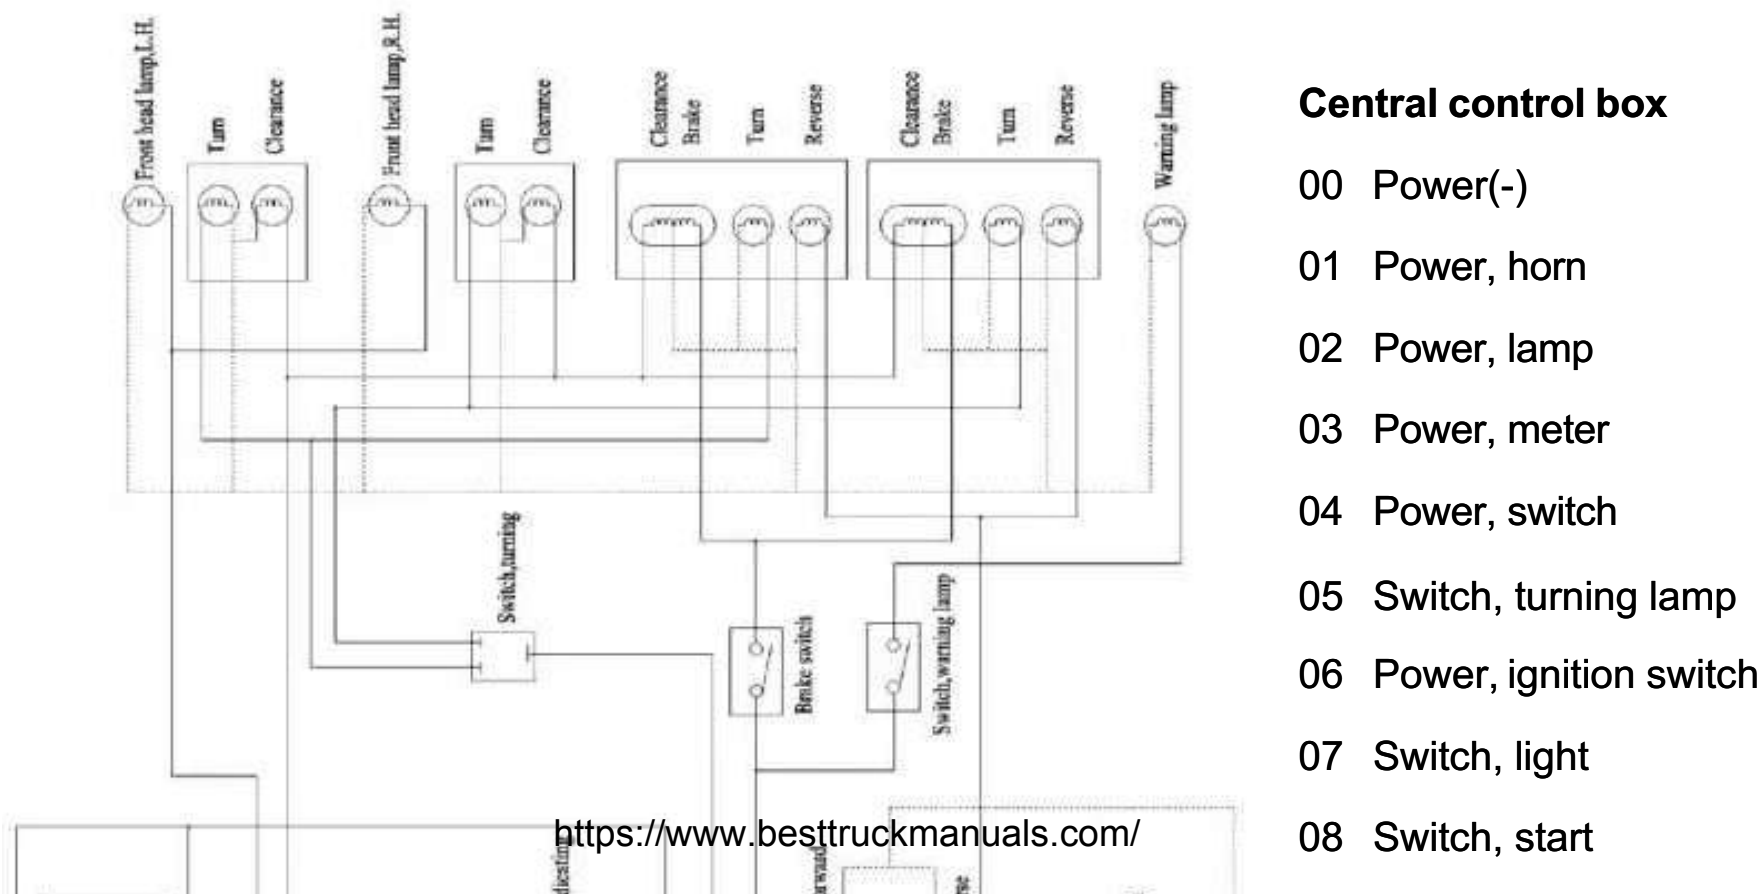 Front head lamp,L.H.
Turn
Clearance
Front head lamp,R.H.
Turn
Clearance
Clearance
Brake
Turn
Reverse
Clearance
Brake
Turn
Reverse
Warning lamp
Switch,turning
Brake switch
Switch,warning lamp
https://www.besttruckmanuals.com/
Central control box
00 Power(-)
01 Power, horn
02 Power, lamp
03 Power, meter
04 Power, switch
05 Switch, turning lamp
06 Power, ignition switch
07 Switch, light
08 Switch, start